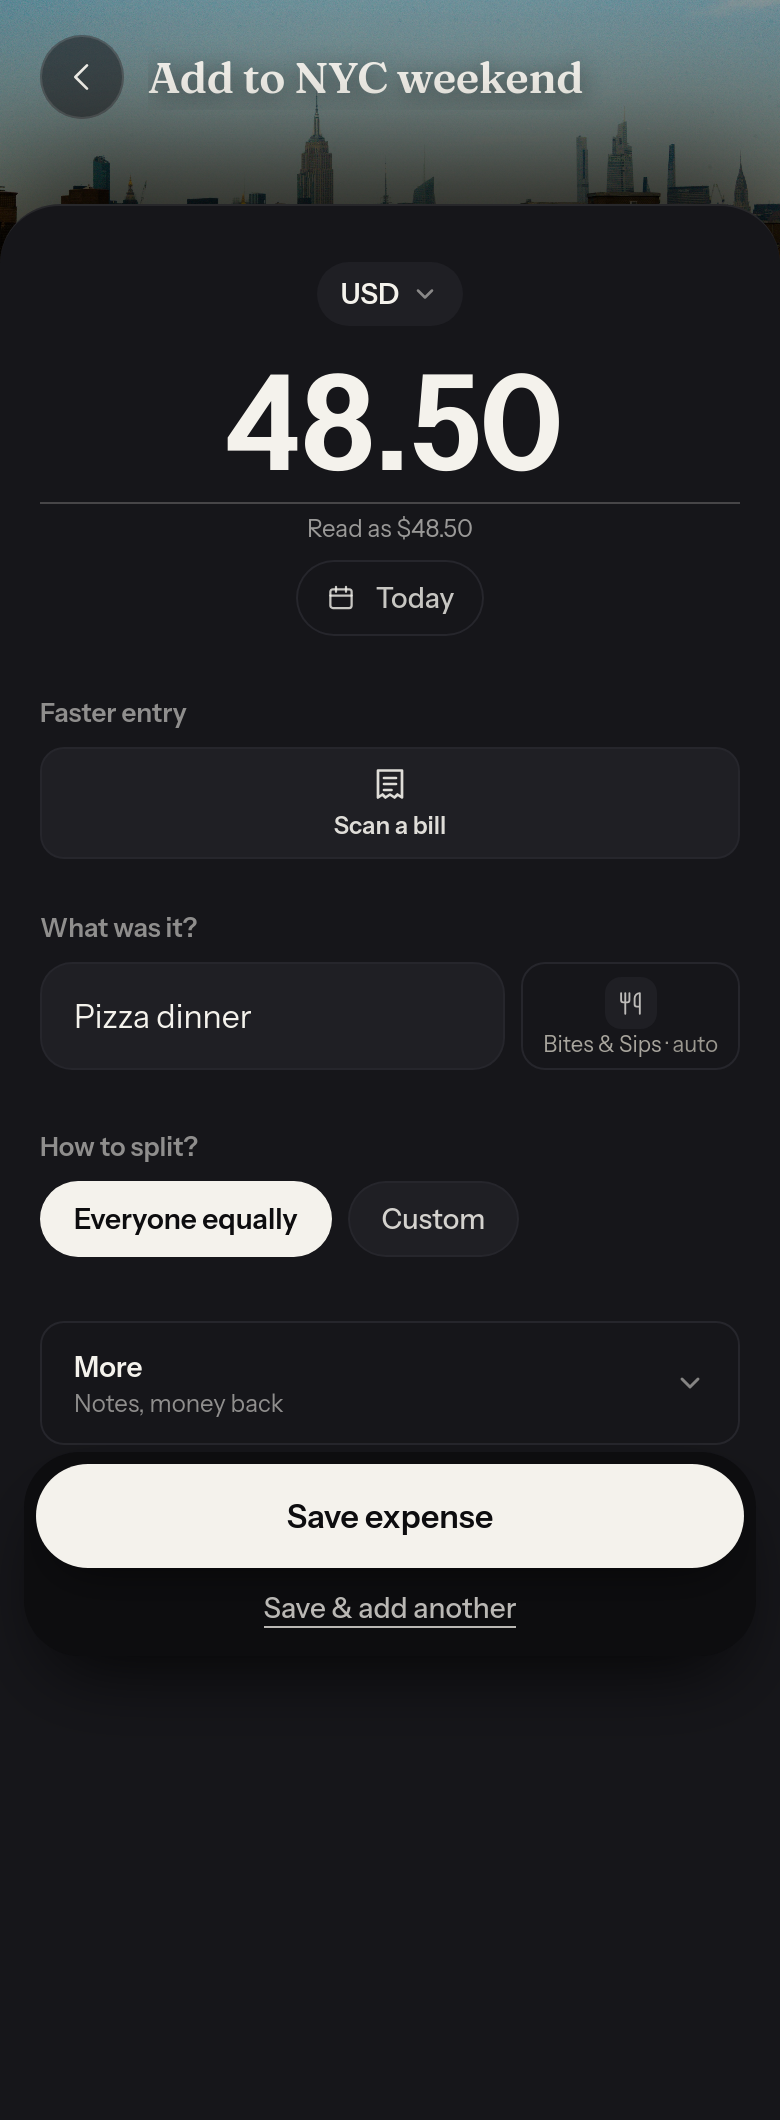 Add to NYC weekend
USD
48.50
Read as $48.50
Today
Faster entry
Scan a bill
What was it?
Pizza dinner
Bites & Sips · auto
How to split?
Everyone equally
Custom
More
Notes, money back
Save expense
Save & add another